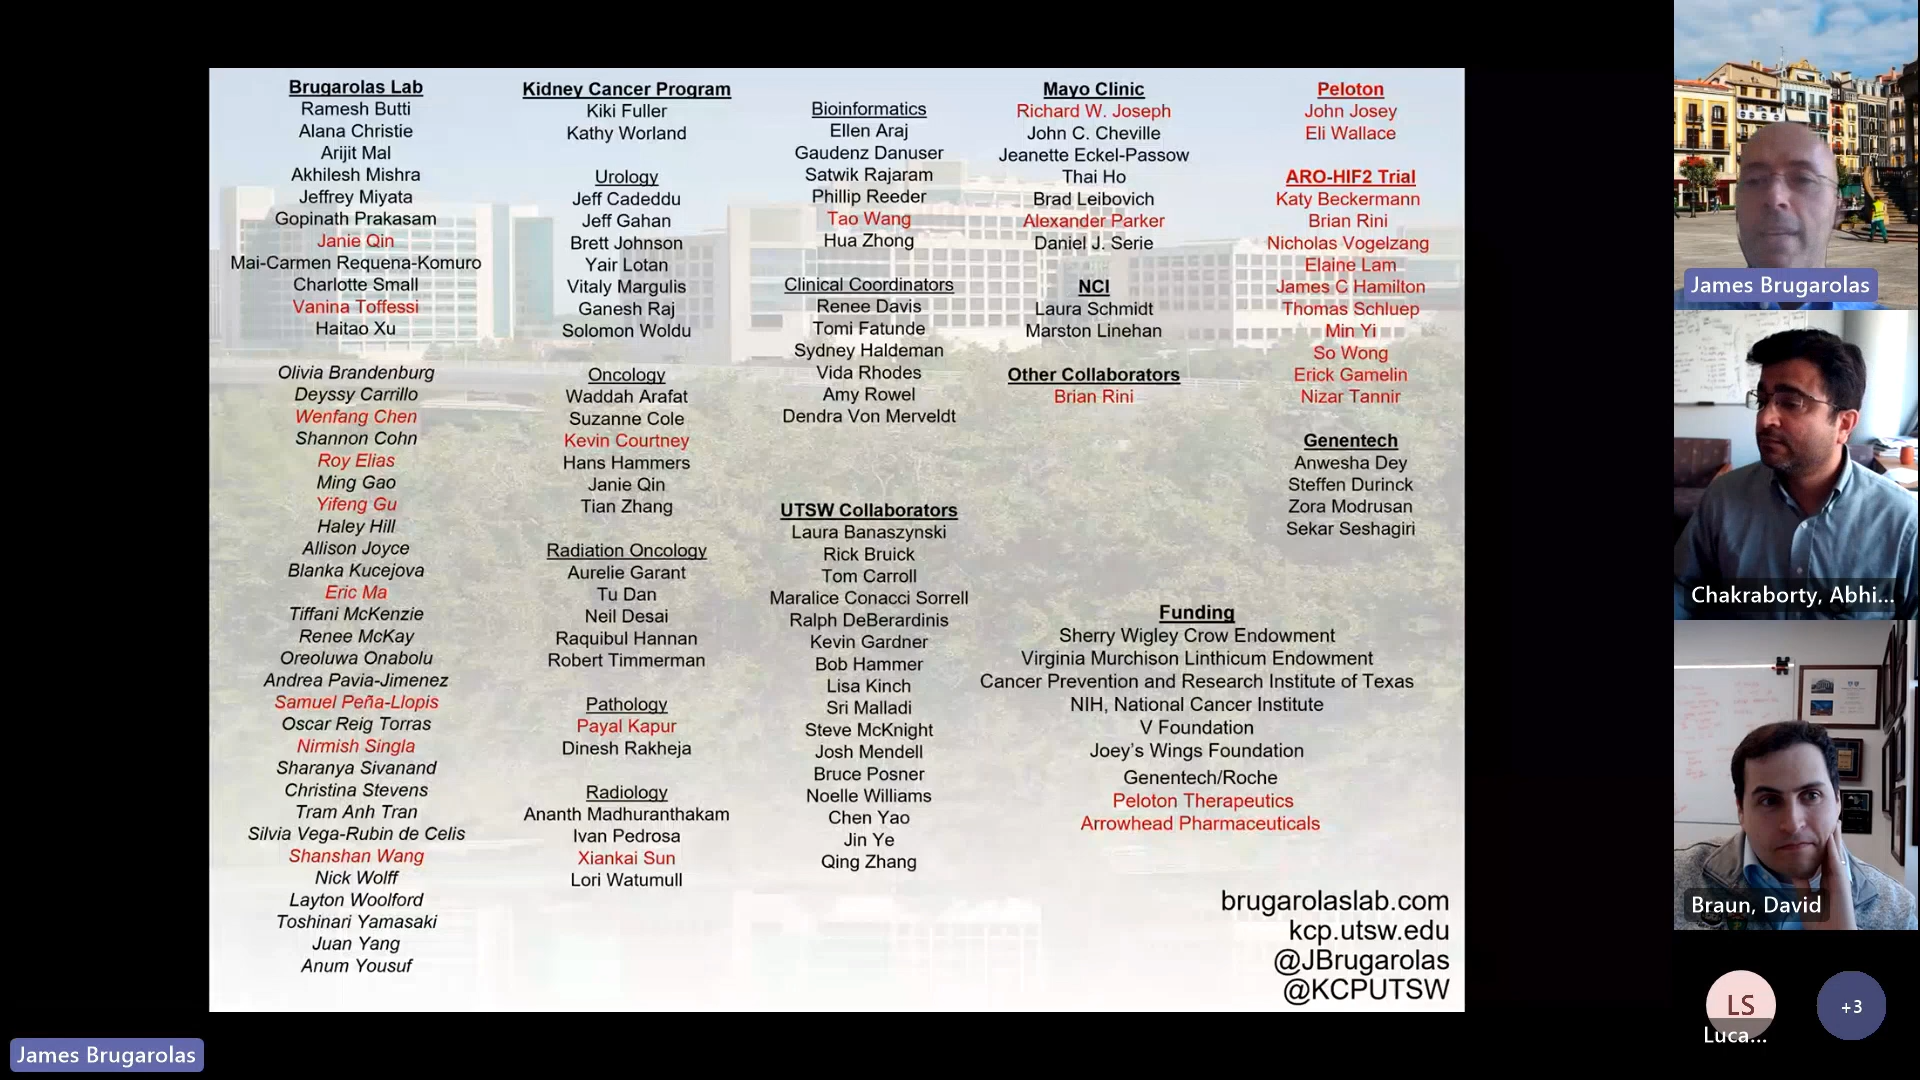 Brugarolas Lab
Ramesh Butti
Alana Christie
Arijit Mal
Akhilesh Mishra
Jeffrey Miyata
Gopinath Prakasam
Janie Qin
Mai-Carmen Requena-Komuro
Charlotte Small
Vanina Toffessi
Haitao Xu
Olivia Brandenburg
Deyssy Carrillo
Wenfang Chen
Shannon Cohn
Roy Elias
Ming Gao
Yifeng Gu
Haley Hill
Allison Joyce
Blanka Kucejova
Eric Ma
Tiffani McKenzie
Renee McKay
Oreoluwa Onabolu
Andrea Pavia-Jimenez
Samuel Peña-Llopis
Oscar Reig Torras
Nirmish Singla
Sharanya Sivanand
Christina Stevens
Tram Anh Tran
Silvia Vega-Rubin de Celis
Shanshan Wang
Nick Wolff
Layton Woolford
Toshinari Yamasaki
Juan Yang
Anum Yousuf
Kidney Cancer Program
Kiki Fuller
Kathy Worland
Urology
Jeff Cadeddu
Jeff Gahan
Brett Johnson
Yair Lotan
Vitaly Margulis
Ganesh Raj
Solomon Woldu
Oncology
Waddah Arafat
Suzanne Cole
Kevin Courtney
Hans Hammers
Janie Qin
Tian Zhang
Radiation Oncology
Aurelie Garant
Tu Dan
Neil Desai
Raquibul Hannan
Robert Timmerman
Pathology
Payal Kapur
Dinesh Rakheja
Radiology
Ananth Madhuranthakam
Ivan Pedrosa
Xiankai Sun
Lori Watumull
Bioinformatics
Ellen Araj
Gaudenz Danuser
Satwik Rajaram
Phillip Reeder
Tao Wang
Hua Zhong
Clinical Coordinators
Renee Davis
Tomi Fatunde
Sydney Haldeman
Vida Rhodes
Amy Rowel
Dendra Von Merveldt
UTSW Collaborators
Laura Banaszynski
Rick Bruick
Tom Carroll
Maralice Conacci Sorrell
Ralph DeBerardinis
Kevin Gardner
Bob Hammer
Lisa Kinch
Sri Malladi
Steve McKnight
Josh Mendell
Bruce Posner
Noelle Williams
Chen Yao
Jin Ye
Qing Zhang
Mayo Clinic
Richard W. Joseph
John C. Cheville
Jeanette Eckel-Passow
Thai Ho
Brad Leibovich
Alexander Parker
Daniel J. Serie
NCI
Laura Schmidt
Marston Linehan
Other Collaborators
Brian Rini
Peloton
John Josey
Eli Wallace
ARO-HIF2 Trial
Katy Beckermann
Brian Rini
Nicholas Vogelzang
Elaine Lam
James C Hamilton
Thomas Schluep
Min Yi
So Wong
Erick Gamelin
Nizar Tannir
Genentech
Anwesha Dey
Steffen Durinck
Zora Modrusan
Sekar Seshagiri
Funding
Sherry Wigley Crow Endowment
Virginia Murchison Linthicum Endowment
Cancer Prevention and Research Institute of Texas
NIH, National Cancer Institute
V Foundation
Joey's Wings Foundation
Genentech/Roche
Peloton Therapeutics
Arrowhead Pharmaceuticals
brugarolaslab.com
kcp.utsw.edu
@JBrugarolas
@KCPUTSW
James Brugarolas
Chakraborty, Abhi...
Braun, David
LS
Luca...
+3
James Brugarolas